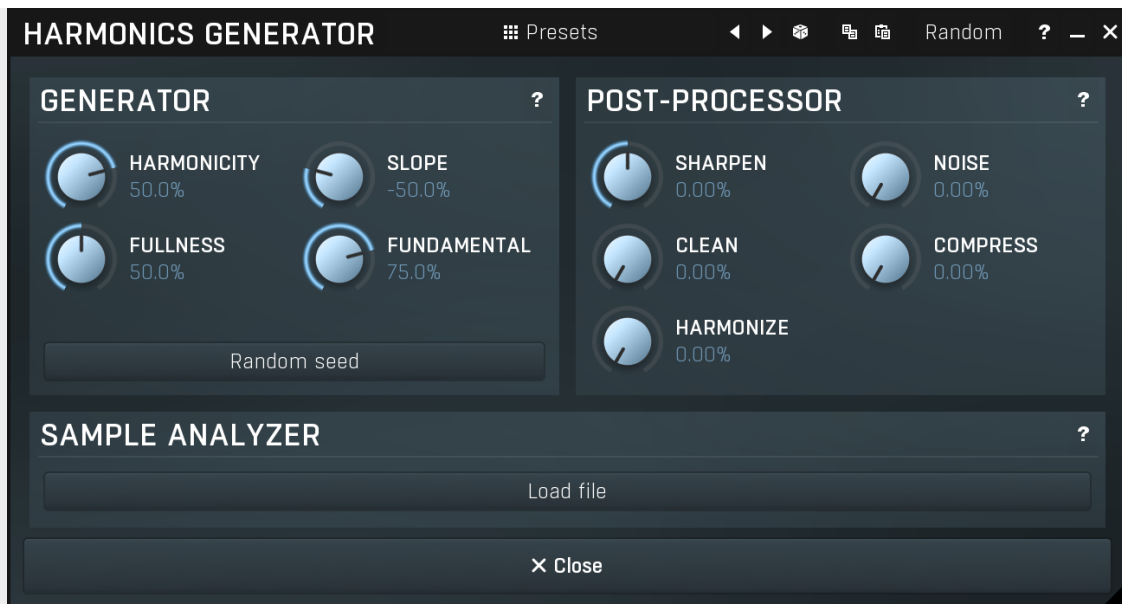 HARMONICS GENERATOR Presets Random ?
GENERATOR ?
HARMONICITY
50.0%
SLOPE
-50.0%
FULLNESS
50.0%
FUNDAMENTAL
75.0%
Random seed
POST-PROCESSOR ?
SHARPEN
0.00%
NOISE
0.00%
CLEAN
0.00%
COMPRESS
0.00%
HARMONIZE
0.00%
SAMPLE ANALYZER ?
Load file
Close